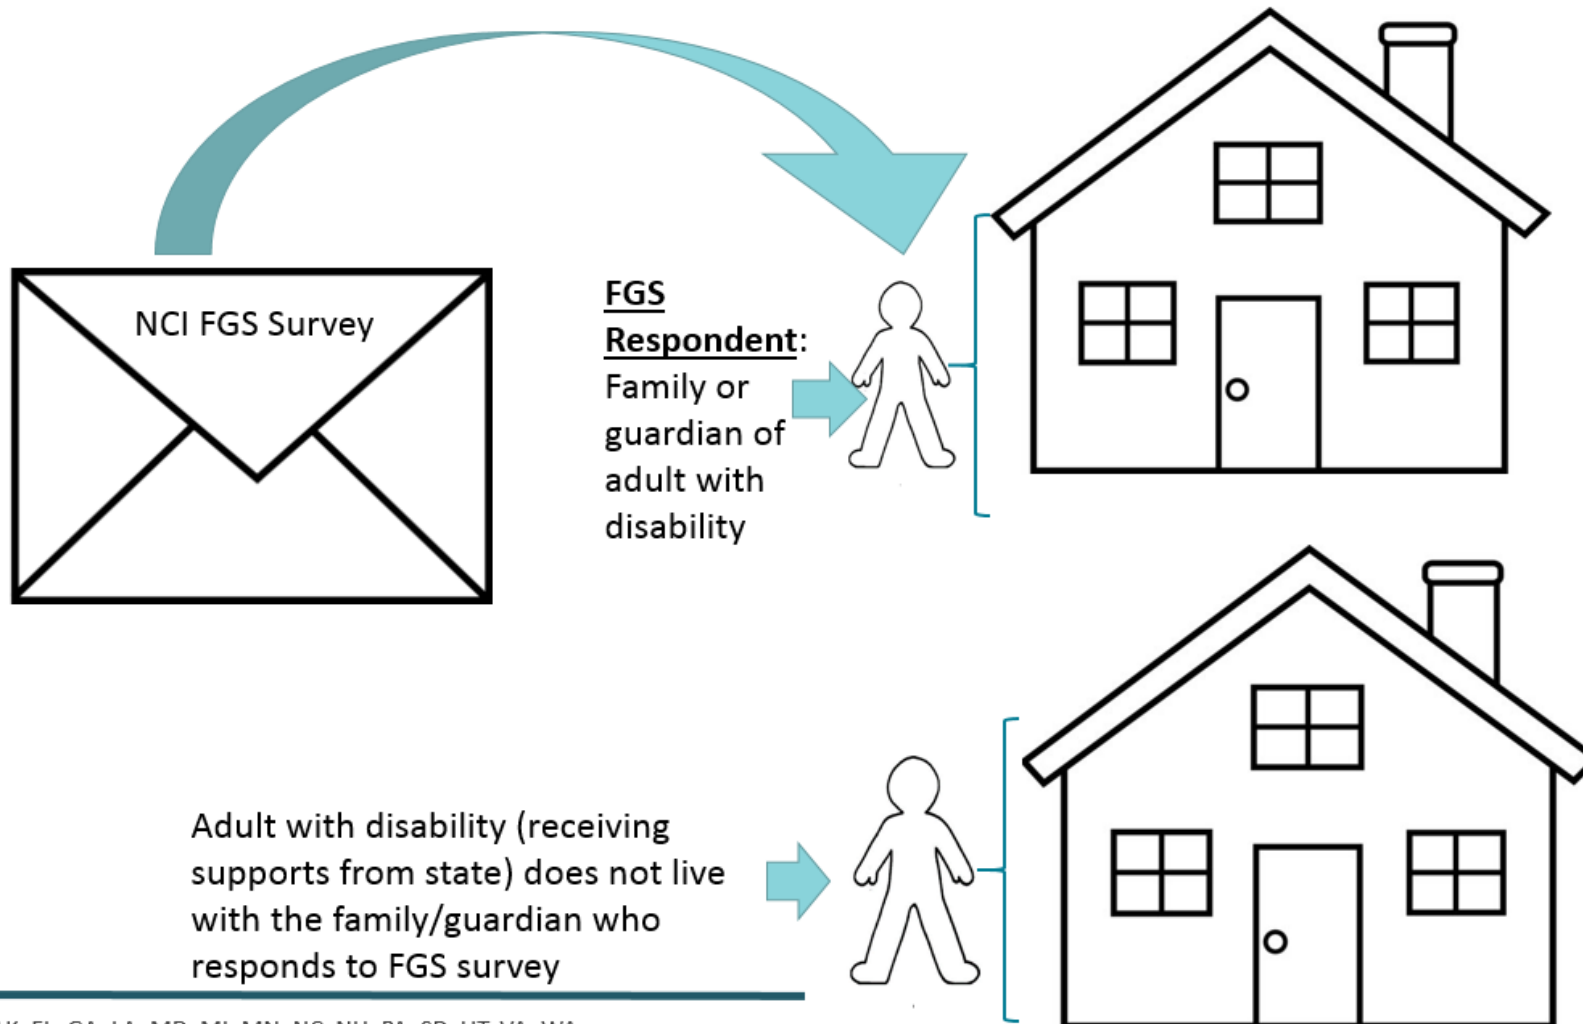 NCI FGS Survey
FGS
Respondent:
Family or
guardian of
adult with
disability
Adult with disability (receiving
supports from state) does not live
with the family/guardian who
responds to FGS survey